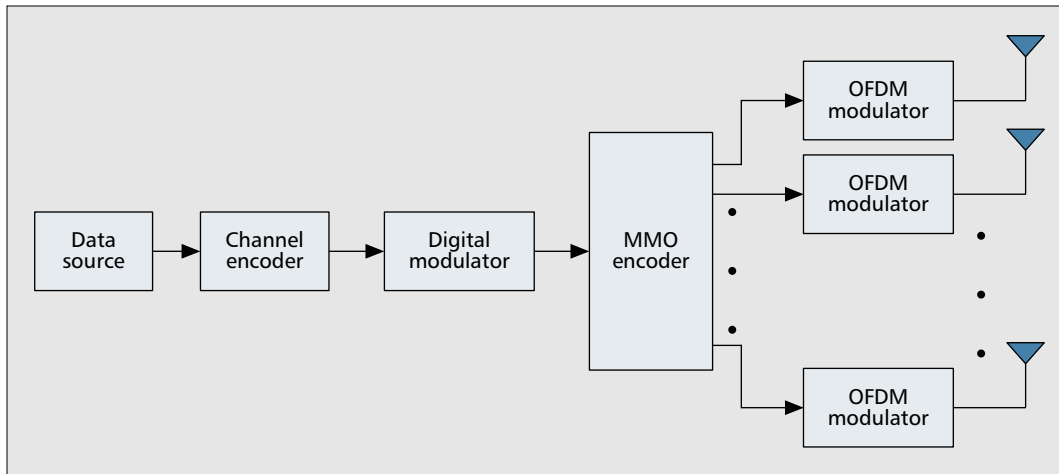 Data
source
Channel
encoder
Digital
modulator
MMO
encoder
OFDM
modulator
OFDM
modulator
OFDM
modulator